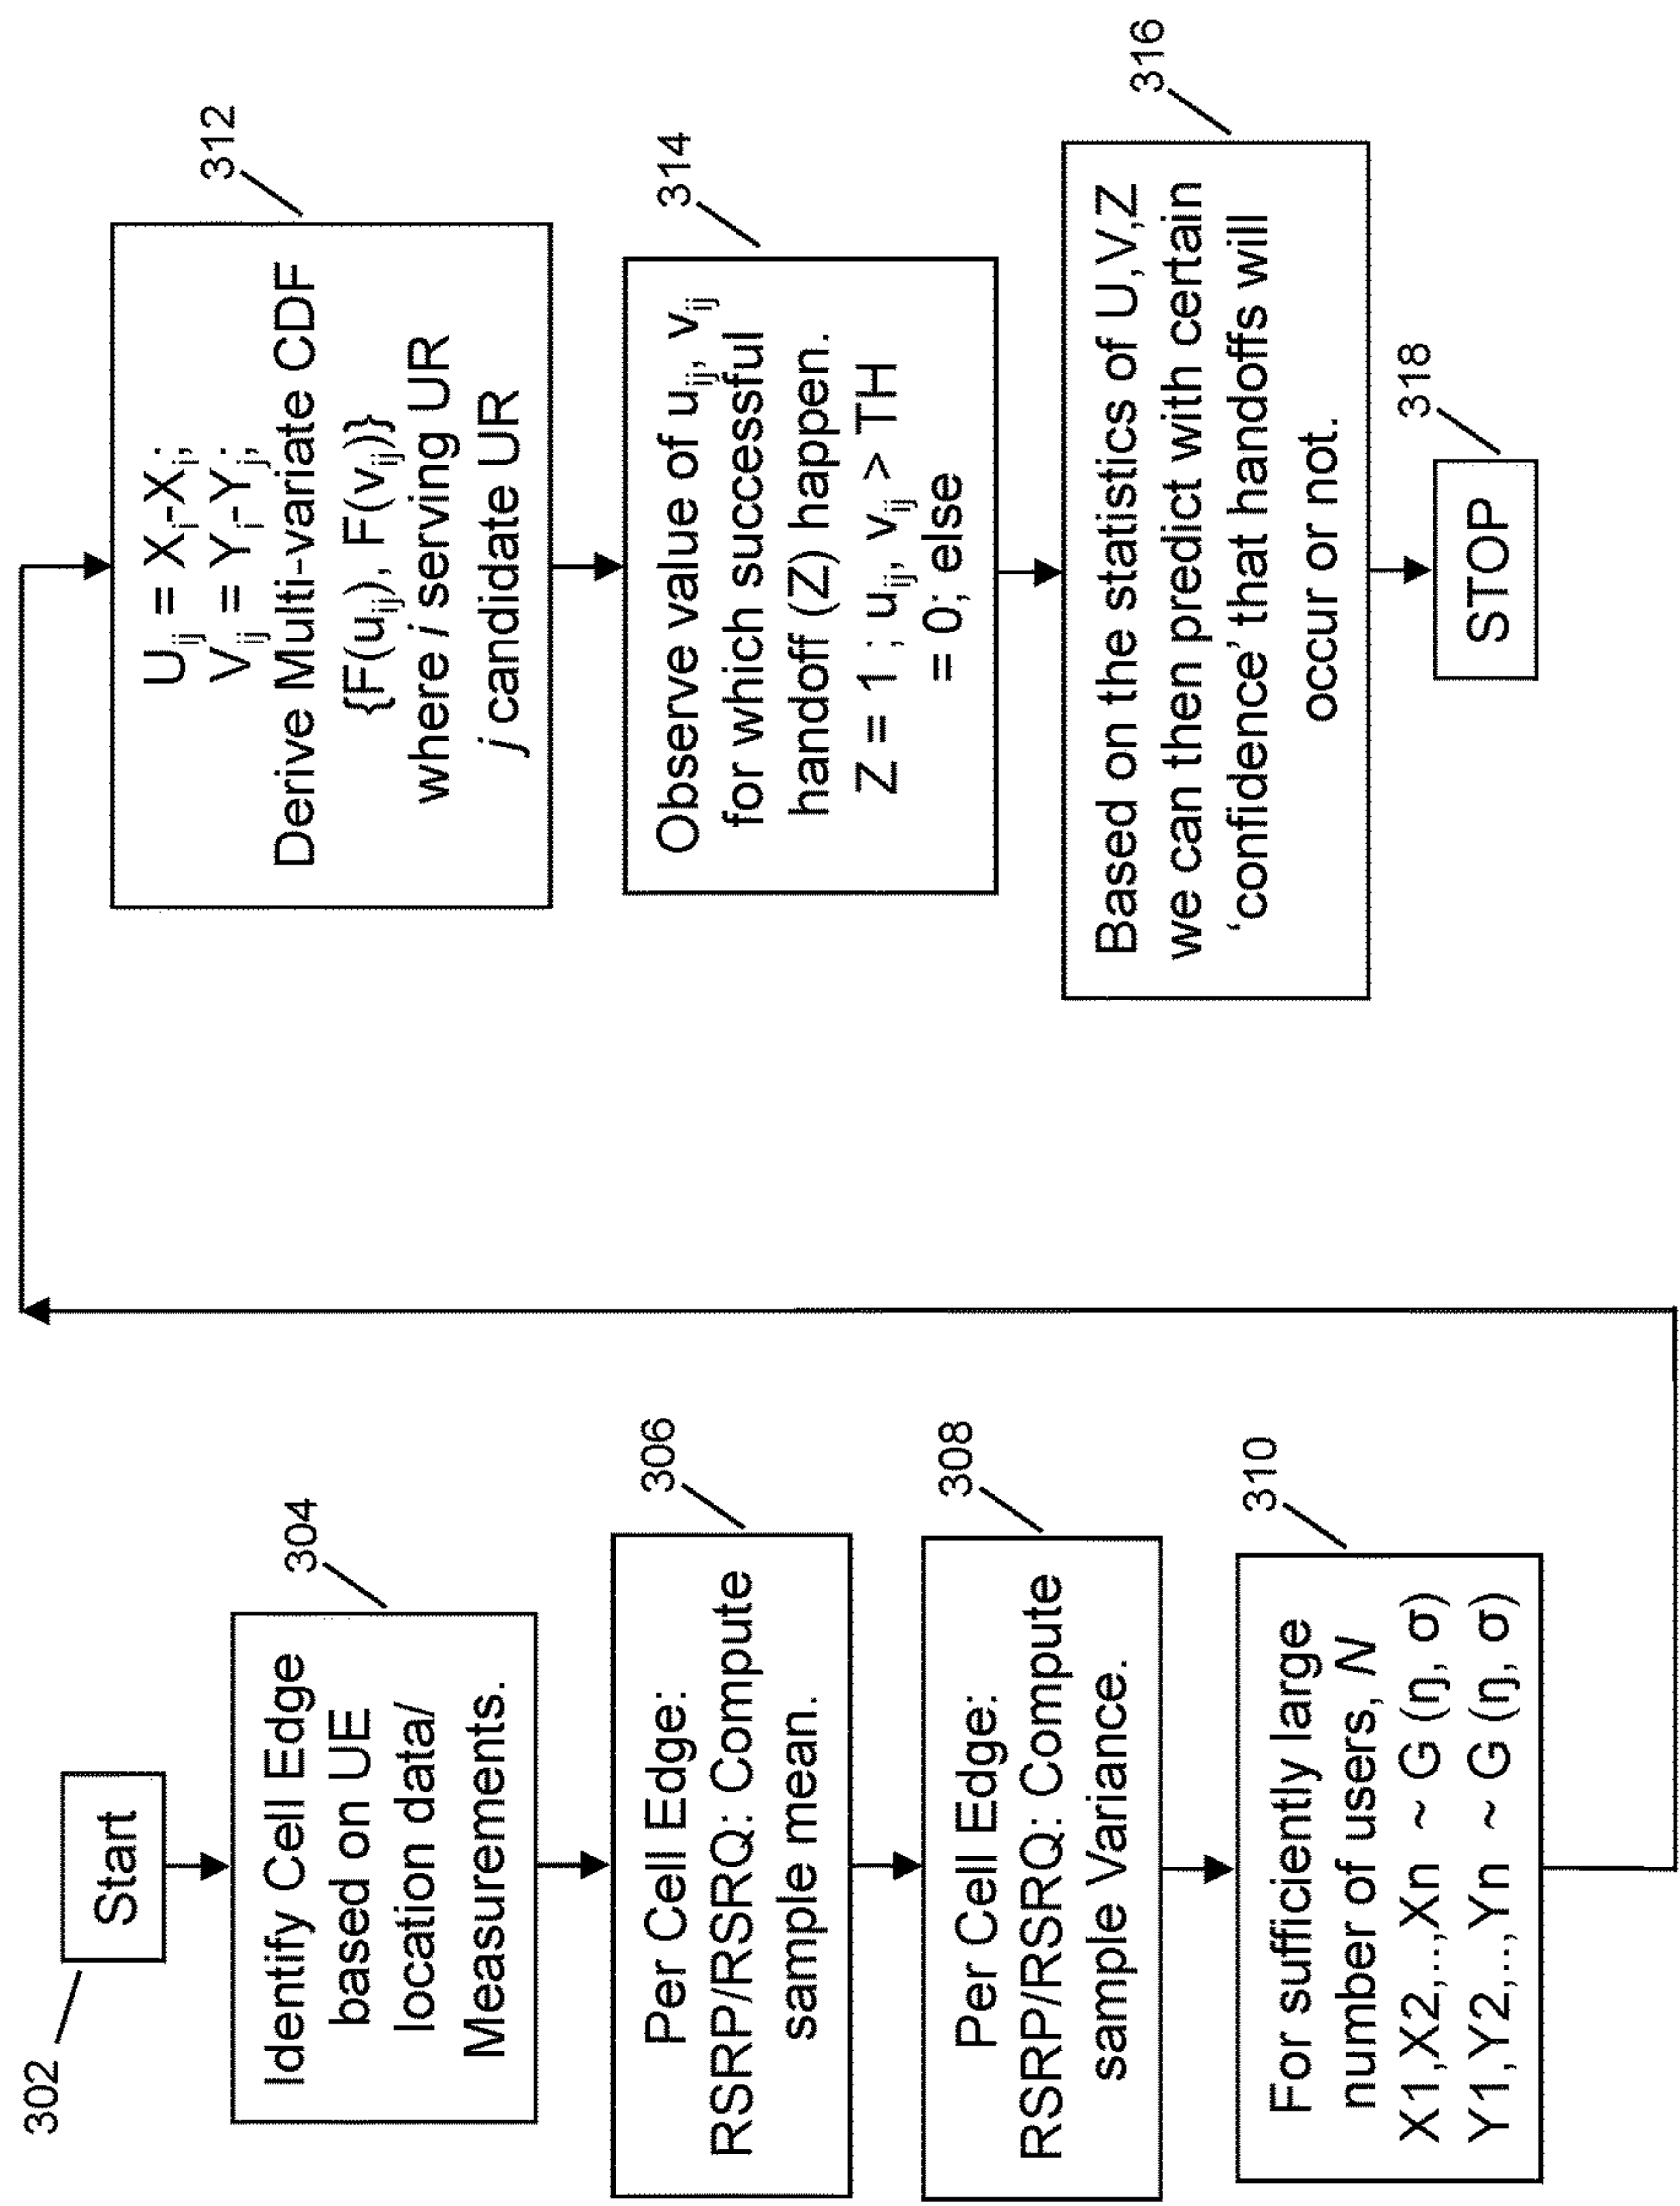 302
Start
304
Identify Cell Edge
based on UE
location data/
Measurements.
306
Per Cell Edge:
RSRP/RSRQ: Compute
sample mean.
308
Per Cell Edge:
RSRP/RSRQ: Compute
sample Variance.
310
For sufficiently large
number of users, N
X1,X2,..,Xn ~ G (η, σ)
Y1,Y2,..,Yn ~ G (η, σ)
312
Uij = Xi-Xj;
Vij = Yi-Yj;
Derive Multi-variate CDF
{F(uij), F(vij)}
where i serving UR
j candidate UR
314
Observe value of uij, vij
for which successful
handoff (Z) happen.
Z = 1 ; uij, vij > TH
= 0; else
316
Based on the statistics of U,V,Z
we can then predict with certain
‘confidence’ that handoffs will
occur or not.
318
STOP